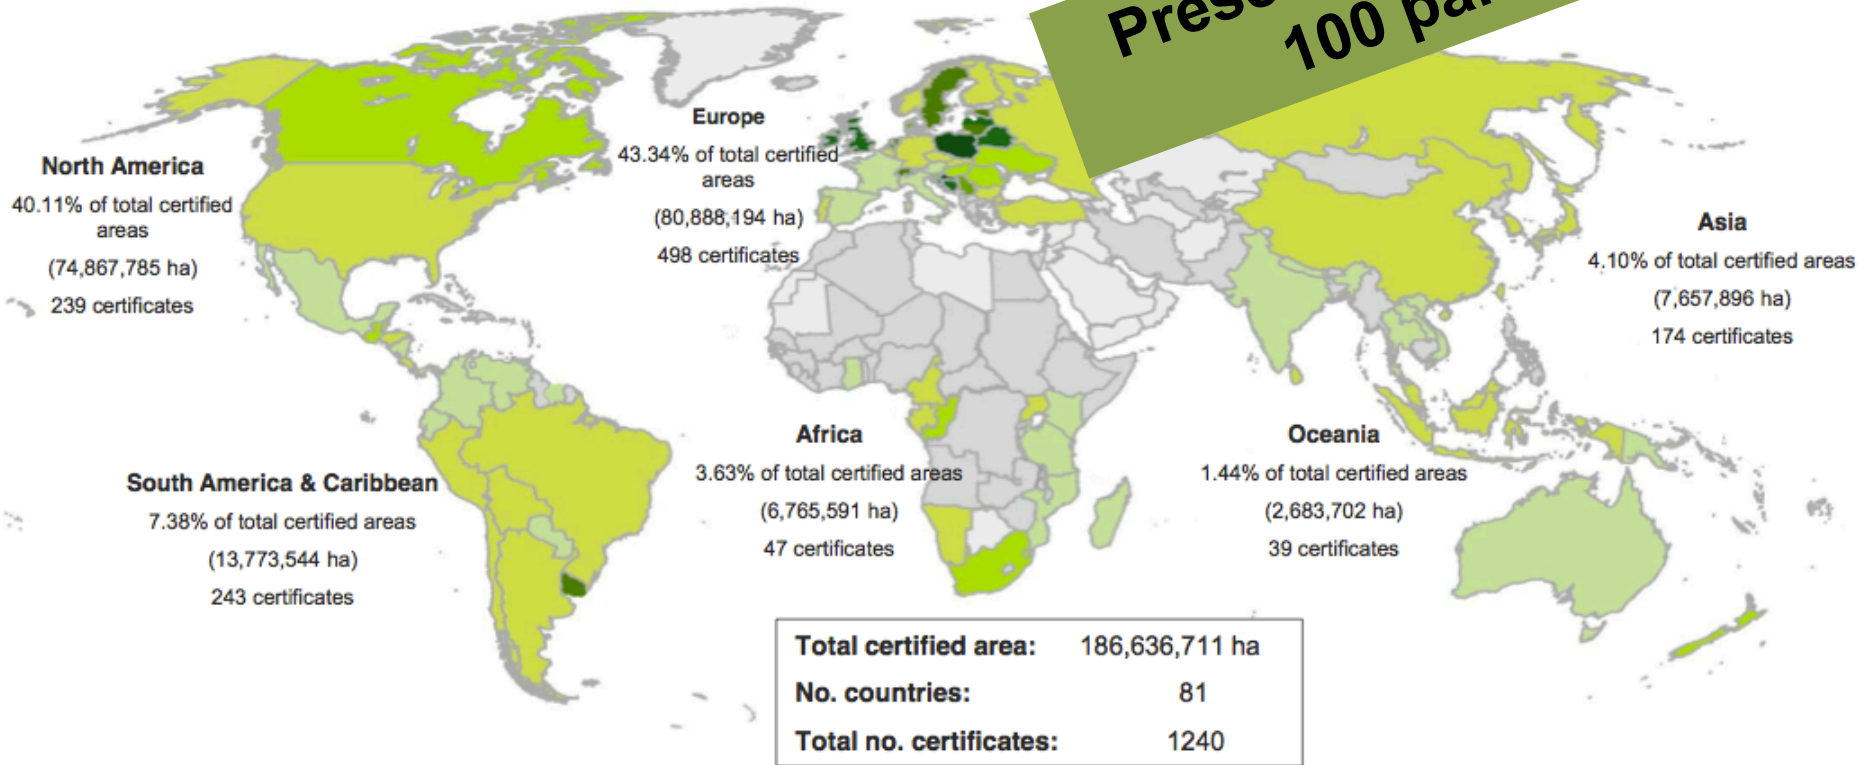 100
Europe
43.34% of total certified
areas
(80,888,194 ha)
498 certificates
North America
40.11% of total certified
areas
(74,867,785 ha)
239 certificates
Asia
4.10% of total certified areas
(7,657,896 ha)
174 certificates
South America & Caribbean
7.38% of total certified areas
(13,773,544 ha)
243 certificates
Africa
3.63% of total certified areas
(6,765,591 ha)
47 certificates
Oceania
1.44% of total certified areas
(2,683,702 ha)
39 certificates
Total certified area: 186,636,711 ha
No. countries: 81
Total no. certificates: 1240